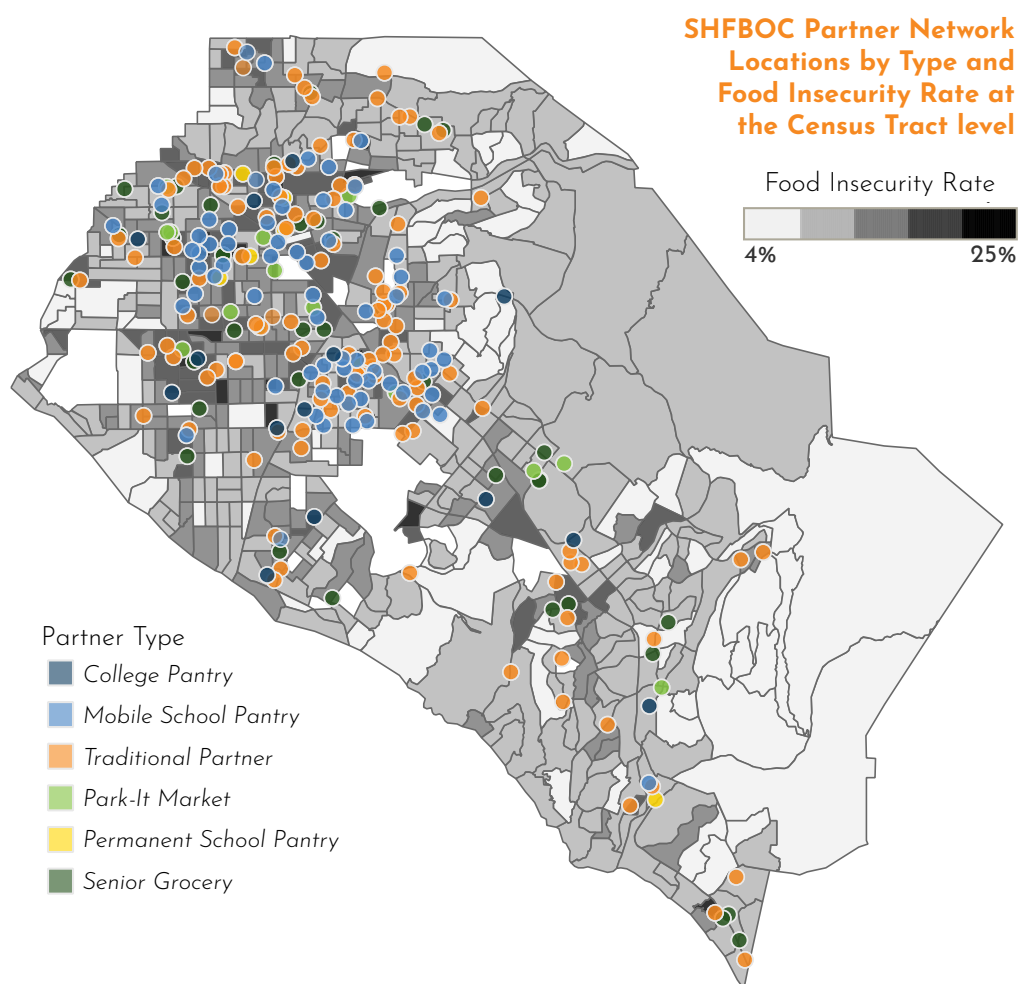 SHFBOC Partner Network
Locations by Type and
Food Insecurity Rate at
the Census Tract level
Food Insecurity Rate
4%
25%
Partner Type
College Pantry
Mobile School Pantry
Traditional Partner
Park-It Market
Permanent School Pantry
Senior Grocery